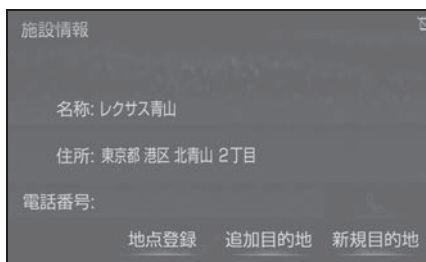 施設情報
名称: レクサス青山
住所: 東京都 港区 北青山 2丁目
電話番号:
地点登録 追加目的地 新規目的地